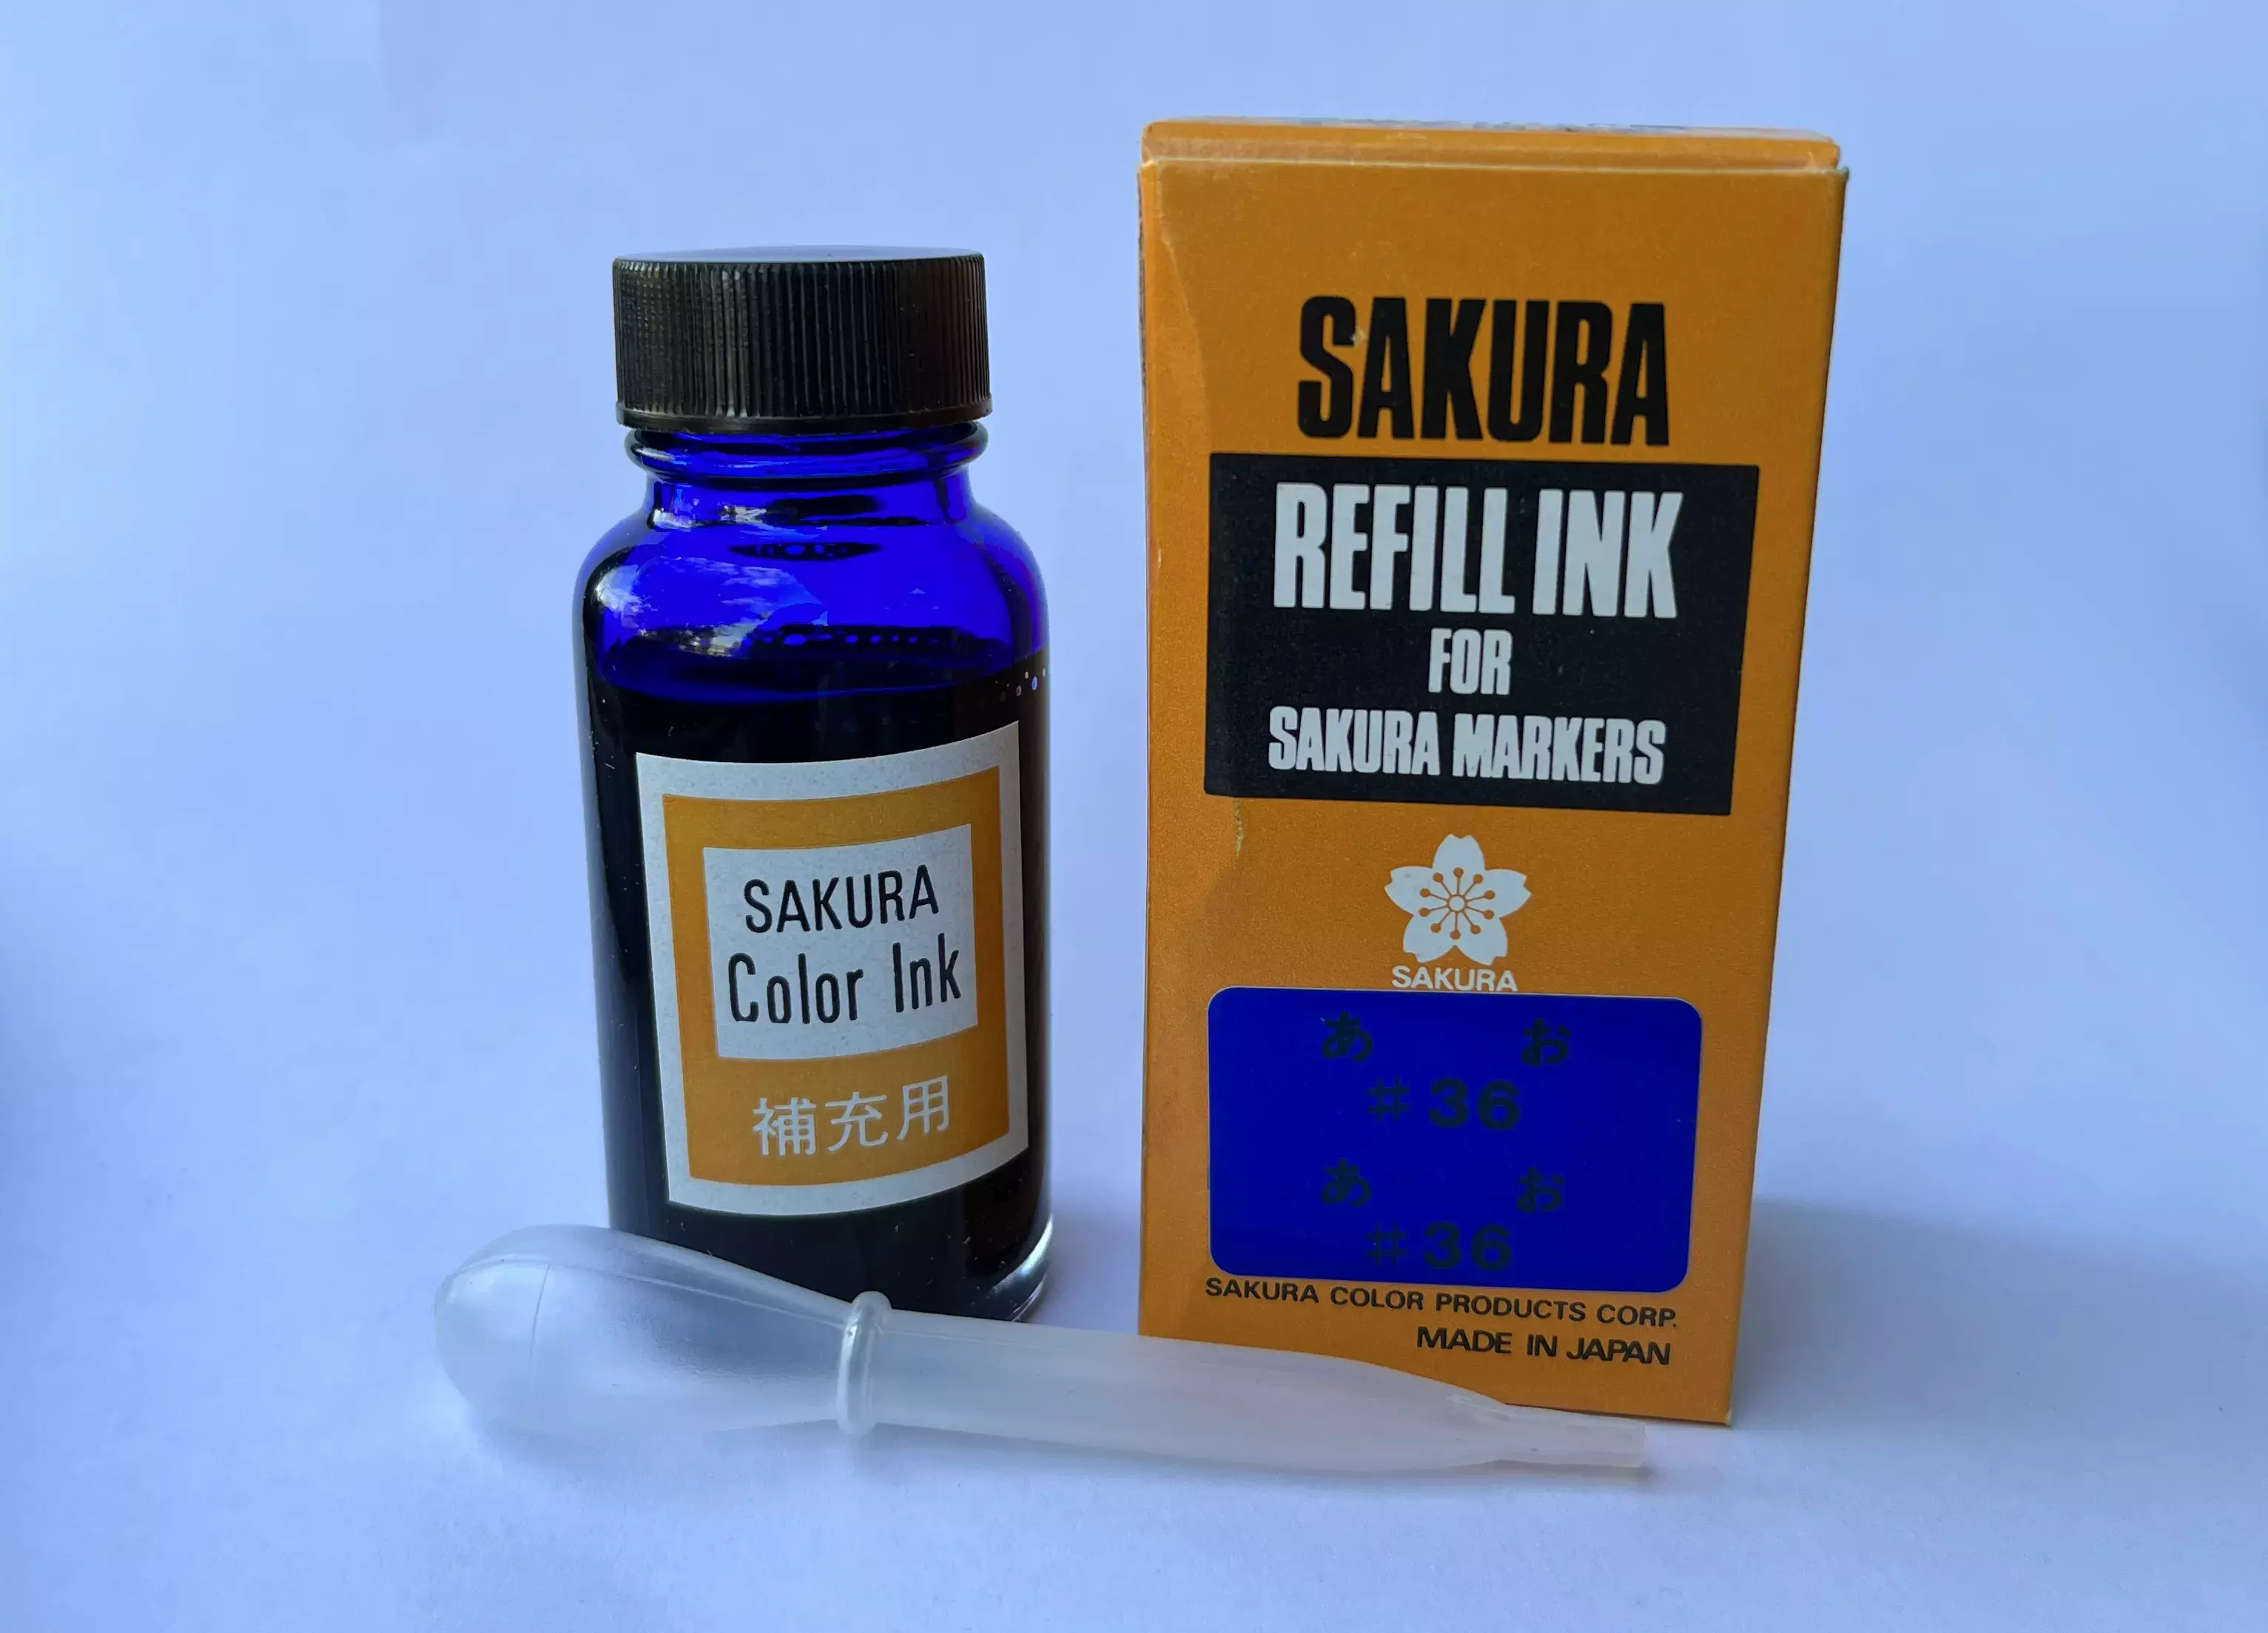 SAKURA
Color Ink
補充用
SAKURA
REFILL INK
FOR
SAKURA MARKERS
SAKURA
あ お
#36
あ お
#36
SAKURA COLOR PRODUCTS CORP.
MADE IN JAPAN